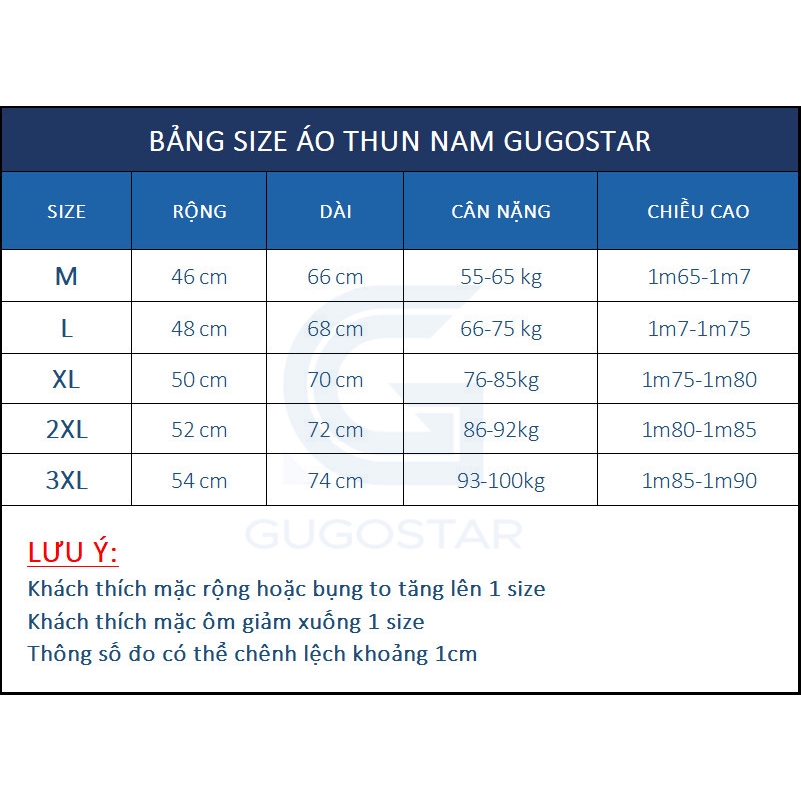 BẢNG SIZE ÁO THUN NAM GUGOSTAR
SIZE RỘNG DÀI CÂN NẶNG CHIỀU CAO
M 46 cm 66 cm 55-65 kg 1m65-1m7
L 48 cm 68 cm 66-75 kg 1m7-1m75
XL 50 cm 70 cm 76-85kg 1m75-1m80
2XL 52 cm 72 cm 86-92kg 1m80-1m85
3XL 54 cm 74 cm 93-100kg 1m85-1m90
GUGOSTAR
LƯU Ý:
Khách thích mặc rộng hoặc bụng to tăng lên 1 size
Khách thích mặc ôm giảm xuống 1 size
Thông số đo có thể chênh lệch khoảng 1cm